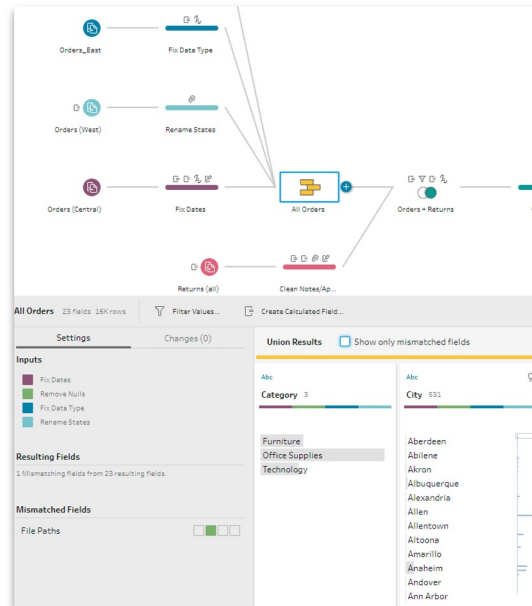 Orders_East
Fix Data Type
Orders (West)
Rename States
Orders (Central)
Fix Dates
All Orders
Orders + Returns
Returns (all)
Clean Notes/Ap...
All Orders 23 fields 16K rows Filter Values... Create Calculated Field...
Settings
Changes (0)
Inputs
Fix Dates
Remove Nulls
Fix Data Type
Rename States
Resulting Fields
1 Mismatching fields from 23 resulting fields.
Mismatched Fields
File Paths
Union Results Show only mismatched fields
Abc
Category 3
Furniture
Office Supplies
Technology
Abc
City 531
Aberdeen
Abilene
Akron
Albuquerque
Alexandria
Allen
Allentown
Altoona
Amarillo
Anaheim
Andover
Ann Arbor